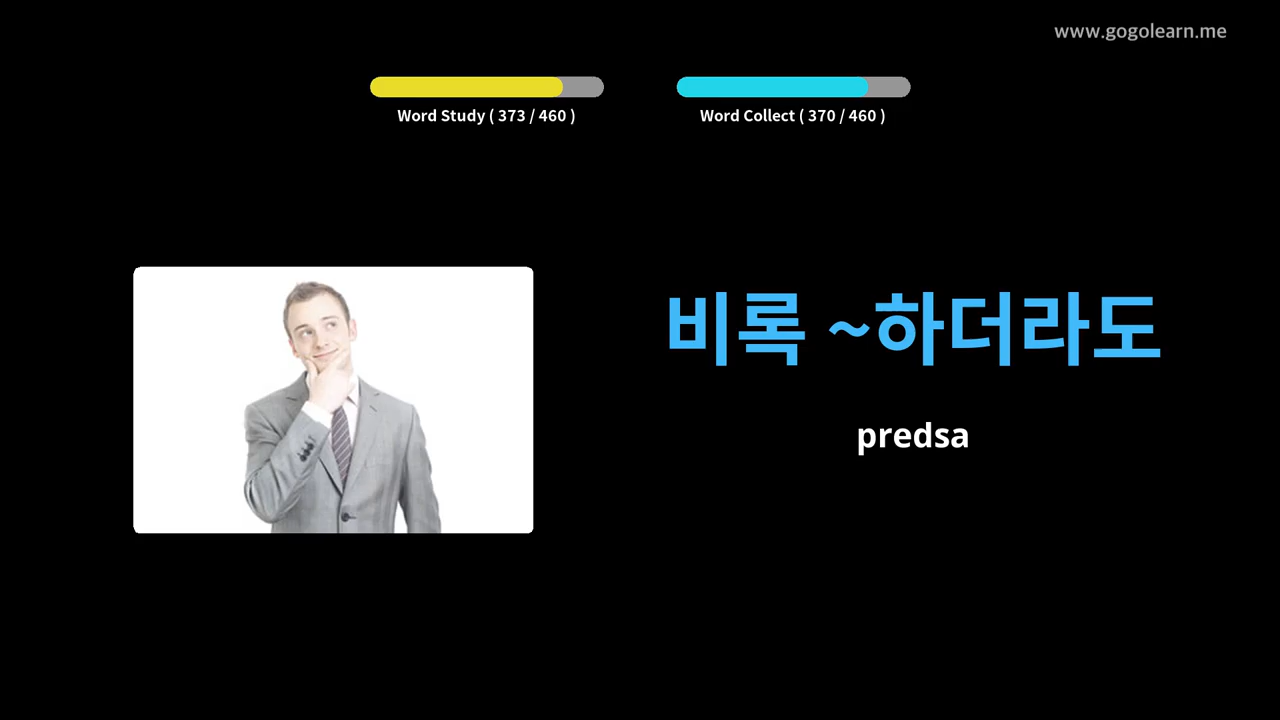 www.gogolearn.me
Word Study ( 373 / 460 )
Word Collect ( 370 / 460 )
비록 ~하더라도
predsa